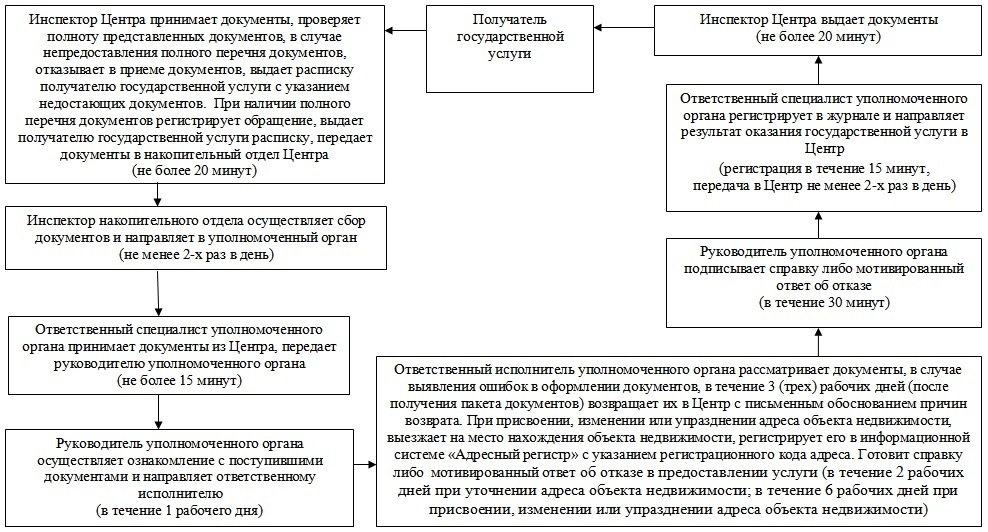 Получатель
государственной
услуги
Инспектор Центра принимает документы, проверяет
полноту представленных документов, в случае
непредоставления полного перечня документов,
отказывает в приеме документов, выдает расписку
получателю государственной услуги с указанием
недостающих документов. При наличии полного
перечня документов регистрирует обращение, выдает
получателю государственной услуги расписку, передает
документы в накопительный отдел Центра
(не более 20 минут)
Инспектор накопительного отдела осуществляет сбор
документов и направляет в уполномоченный орган
(не менее 2-х раз в день)
Ответственный специалист уполномоченного
органа принимает документы из Центра, передает
руководителю уполномоченного органа
(не более 15 минут)
Руководитель уполномоченного органа
осуществляет ознакомление с поступившими
документами и направляет ответственному
исполнителю
(в течение 1 рабочего дня)
Ответственный исполнитель уполномоченного органа рассматривает документы, в случае
выявления ошибок в оформлении документов, в течение 3 (трех) рабочих дней (после
получения пакета документов) возвращает их в Центр с письменным обоснованием причин
возврата. При присвоении, изменении или упразднении адреса объекта недвижимости,
выезжает на место нахождения объекта недвижимости, регистрирует его в информационной
системе «Адресный регистр» с указанием регистрационного кода адреса. Готовит справку
либо мотивированный ответ об отказе в предоставлении услуги (в течение 2 рабочих
дней при уточнении адреса объекта недвижимости; в течение 6 рабочих дней при
присвоении, изменении или упразднении адреса объекта недвижимости)
Руководитель уполномоченного органа
подписывает справку либо мотивированный
ответ об отказе
(в течение 30 минут)
Ответственный специалист уполномоченного
органа регистрирует в журнале и направляет
результат оказания государственной услуги в
Центр
(регистрация в течение 15 минут,
передача в Центр не менее 2-х раз в день)
Инспектор Центра выдает документы
(не более 20 минут)